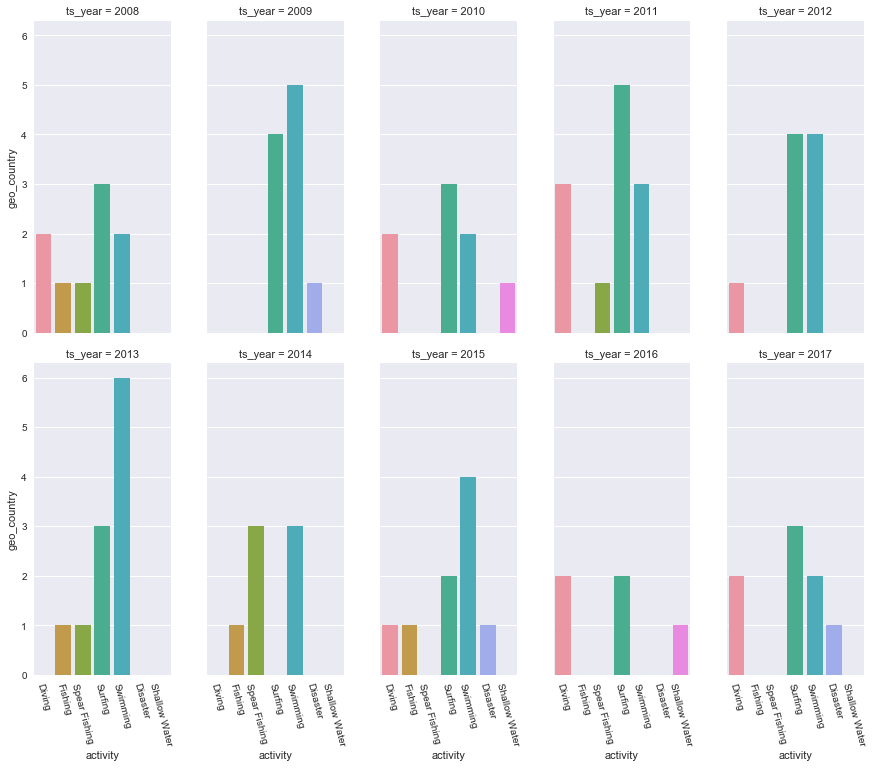 ts_year = 2008
ts_year = 2009
ts_year = 2010
ts_year = 2011
ts_year = 2012
6
5
4
3
2
1
0
geo_country
ts_year = 2013
ts_year = 2014
ts_year = 2015
ts_year = 2016
ts_year = 2017
6
5
4
3
2
1
0
geo_country
Diving
Fishing
Spear Fishing
Surfing
Swimming
Disaster
Shallow Water
Diving
Fishing
Spear Fishing
Surfing
Swimming
Disaster
Shallow Water
Diving
Fishing
Spear Fishing
Surfing
Swimming
Disaster
Shallow Water
Diving
Fishing
Spear Fishing
Surfing
Swimming
Disaster
Shallow Water
Diving
Fishing
Spear Fishing
Surfing
Swimming
Disaster
Shallow Water
activity
activity
activity
activity
activity